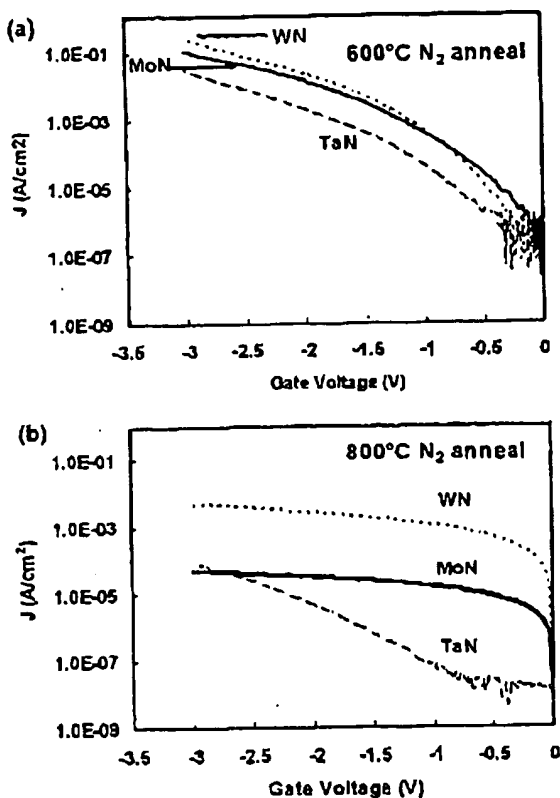 (a)
600°C N₂ anneal
WN
MoN
TaN
J (A/cm2)
1.0E-01
1.0E-03
1.0E-05
1.0E-07
1.0E-09
-3.5 -3 -2.5 -2 -1.5 -1 -0.5 0
Gate Voltage (V)
(b)
800°C N₂ anneal
WN
MoN
TaN
J (A/cm²)
1.0E-01
1.0E-03
1.0E-05
1.0E-07
1.0E-09
-3.5 -3 -2.5 -2 -1.5 -1 -0.5 0
Gate Voltage (V)